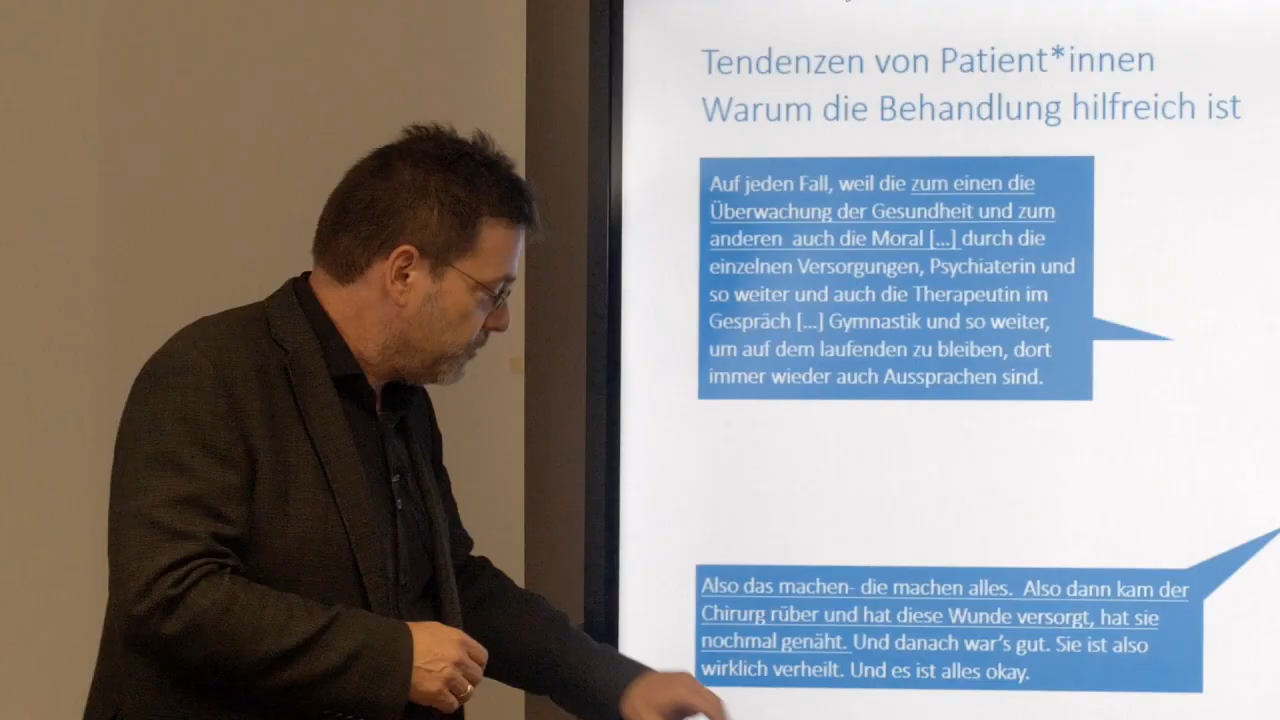 Tendenzen von Patient*innen
Warum die Behandlung hilfreich ist
Auf jeden Fall, weil die zum einen die
Überwachung der Gesundheit und zum
anderen auch die Moral [...] durch die
einzelnen Versorgungen, Psychiaterin und
so weiter und auch die Therapeutin im
Gespräch [...] Gymnastik und so weiter,
um auf dem laufenden zu bleiben, dort
immer wieder auch Aussprachen sind.
Also das machen- die machen alles. Also dann kam der
Chirurg rüber und hat diese Wunde versorgt, hat sie
nochmal genäht. Und danach war's gut. Sie ist also
wirklich verheilt. Und es ist alles okay.